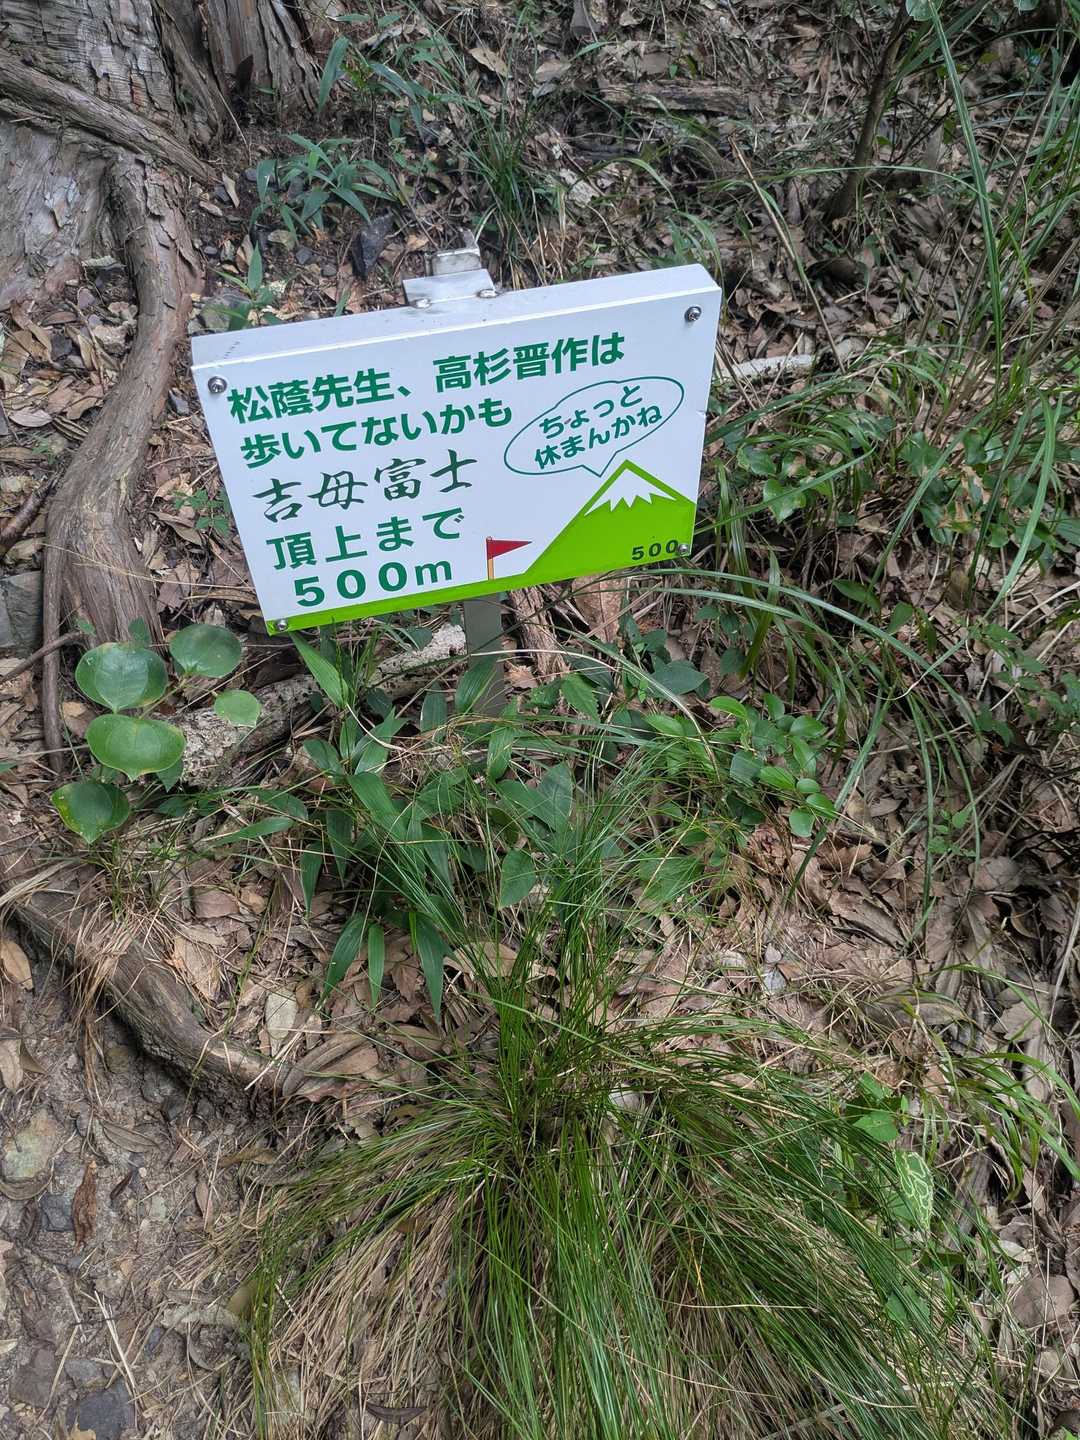 松蔭先生、高杉晋作は
歩いてないかも
ちょっと
休まんかね
吉母富士
頂上まで
500m
500